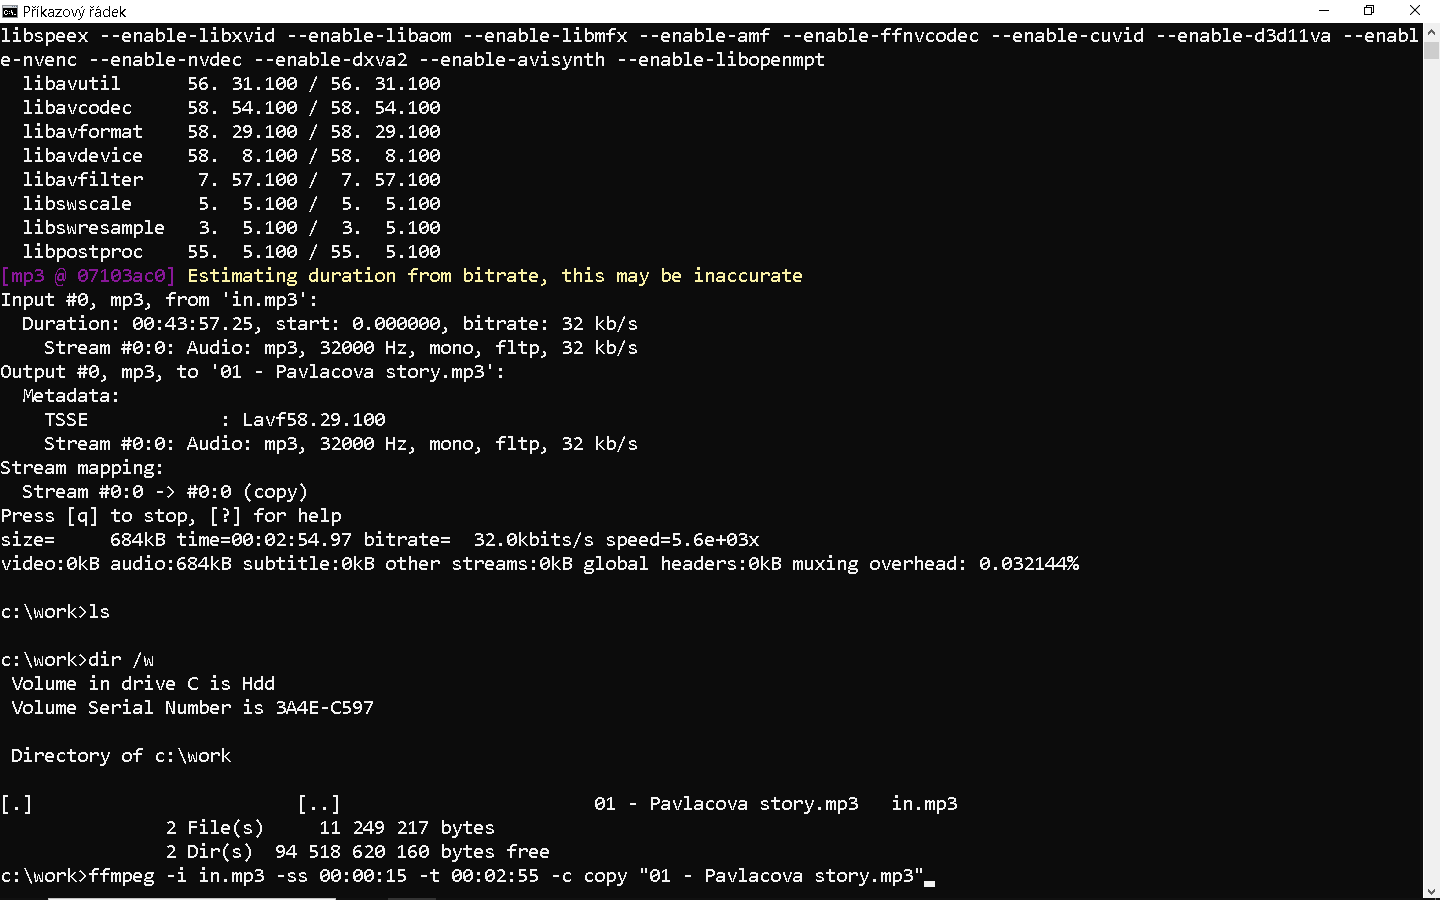 Příkazový řádek
libspeex --enable-libxvid --enable-libaom --enable-libmfx --enable-amf --enable-ffnvcodec --enable-cuvid --enable-d3d11va --enabl
e-nvenc --enable-nvdec --enable-dxva2 --enable-avisynth --enable-libopenmpt
  libavutil      56. 31.100 / 56. 31.100
  libavcodec     58. 54.100 / 58. 54.100
  libavformat    58. 29.100 / 58. 29.100
  libavdevice    58.  8.100 / 58.  8.100
  libavfilter     7. 57.100 /  7. 57.100
  libswscale      5.  5.100 /  5.  5.100
  libswresample   3.  5.100 /  3.  5.100
  libpostproc    55.  5.100 / 55.  5.100
[mp3 @ 07103ac0] Estimating duration from bitrate, this may be inaccurate
Input #0, mp3, from 'in.mp3':
  Duration: 00:43:57.25, start: 0.000000, bitrate: 32 kb/s
    Stream #0:0: Audio: mp3, 32000 Hz, mono, fltp, 32 kb/s
Output #0, mp3, to '01 - Pavlacova story.mp3':
  Metadata:
    TSSE            : Lavf58.29.100
    Stream #0:0: Audio: mp3, 32000 Hz, mono, fltp, 32 kb/s
Stream mapping:
  Stream #0:0 -> #0:0 (copy)
Press [q] to stop, [?] for help
size=     684kB time=00:02:54.97 bitrate=  32.0kbits/s speed=5.6e+03x
video:0kB audio:684kB subtitle:0kB other streams:0kB global headers:0kB muxing overhead: 0.032144%
c:\work>ls
c:\work>dir /w
 Volume in drive C is Hdd
 Volume Serial Number is 3A4E-C597
 Directory of c:\work
[.]                        [..]                       01 - Pavlacova story.mp3   in.mp3
               2 File(s)     11 249 217 bytes
               2 Dir(s)  94 518 620 160 bytes free
c:\work>ffmpeg -i in.mp3 -ss 00:00:15 -t 00:02:55 -c copy "01 - Pavlacova story.mp3"